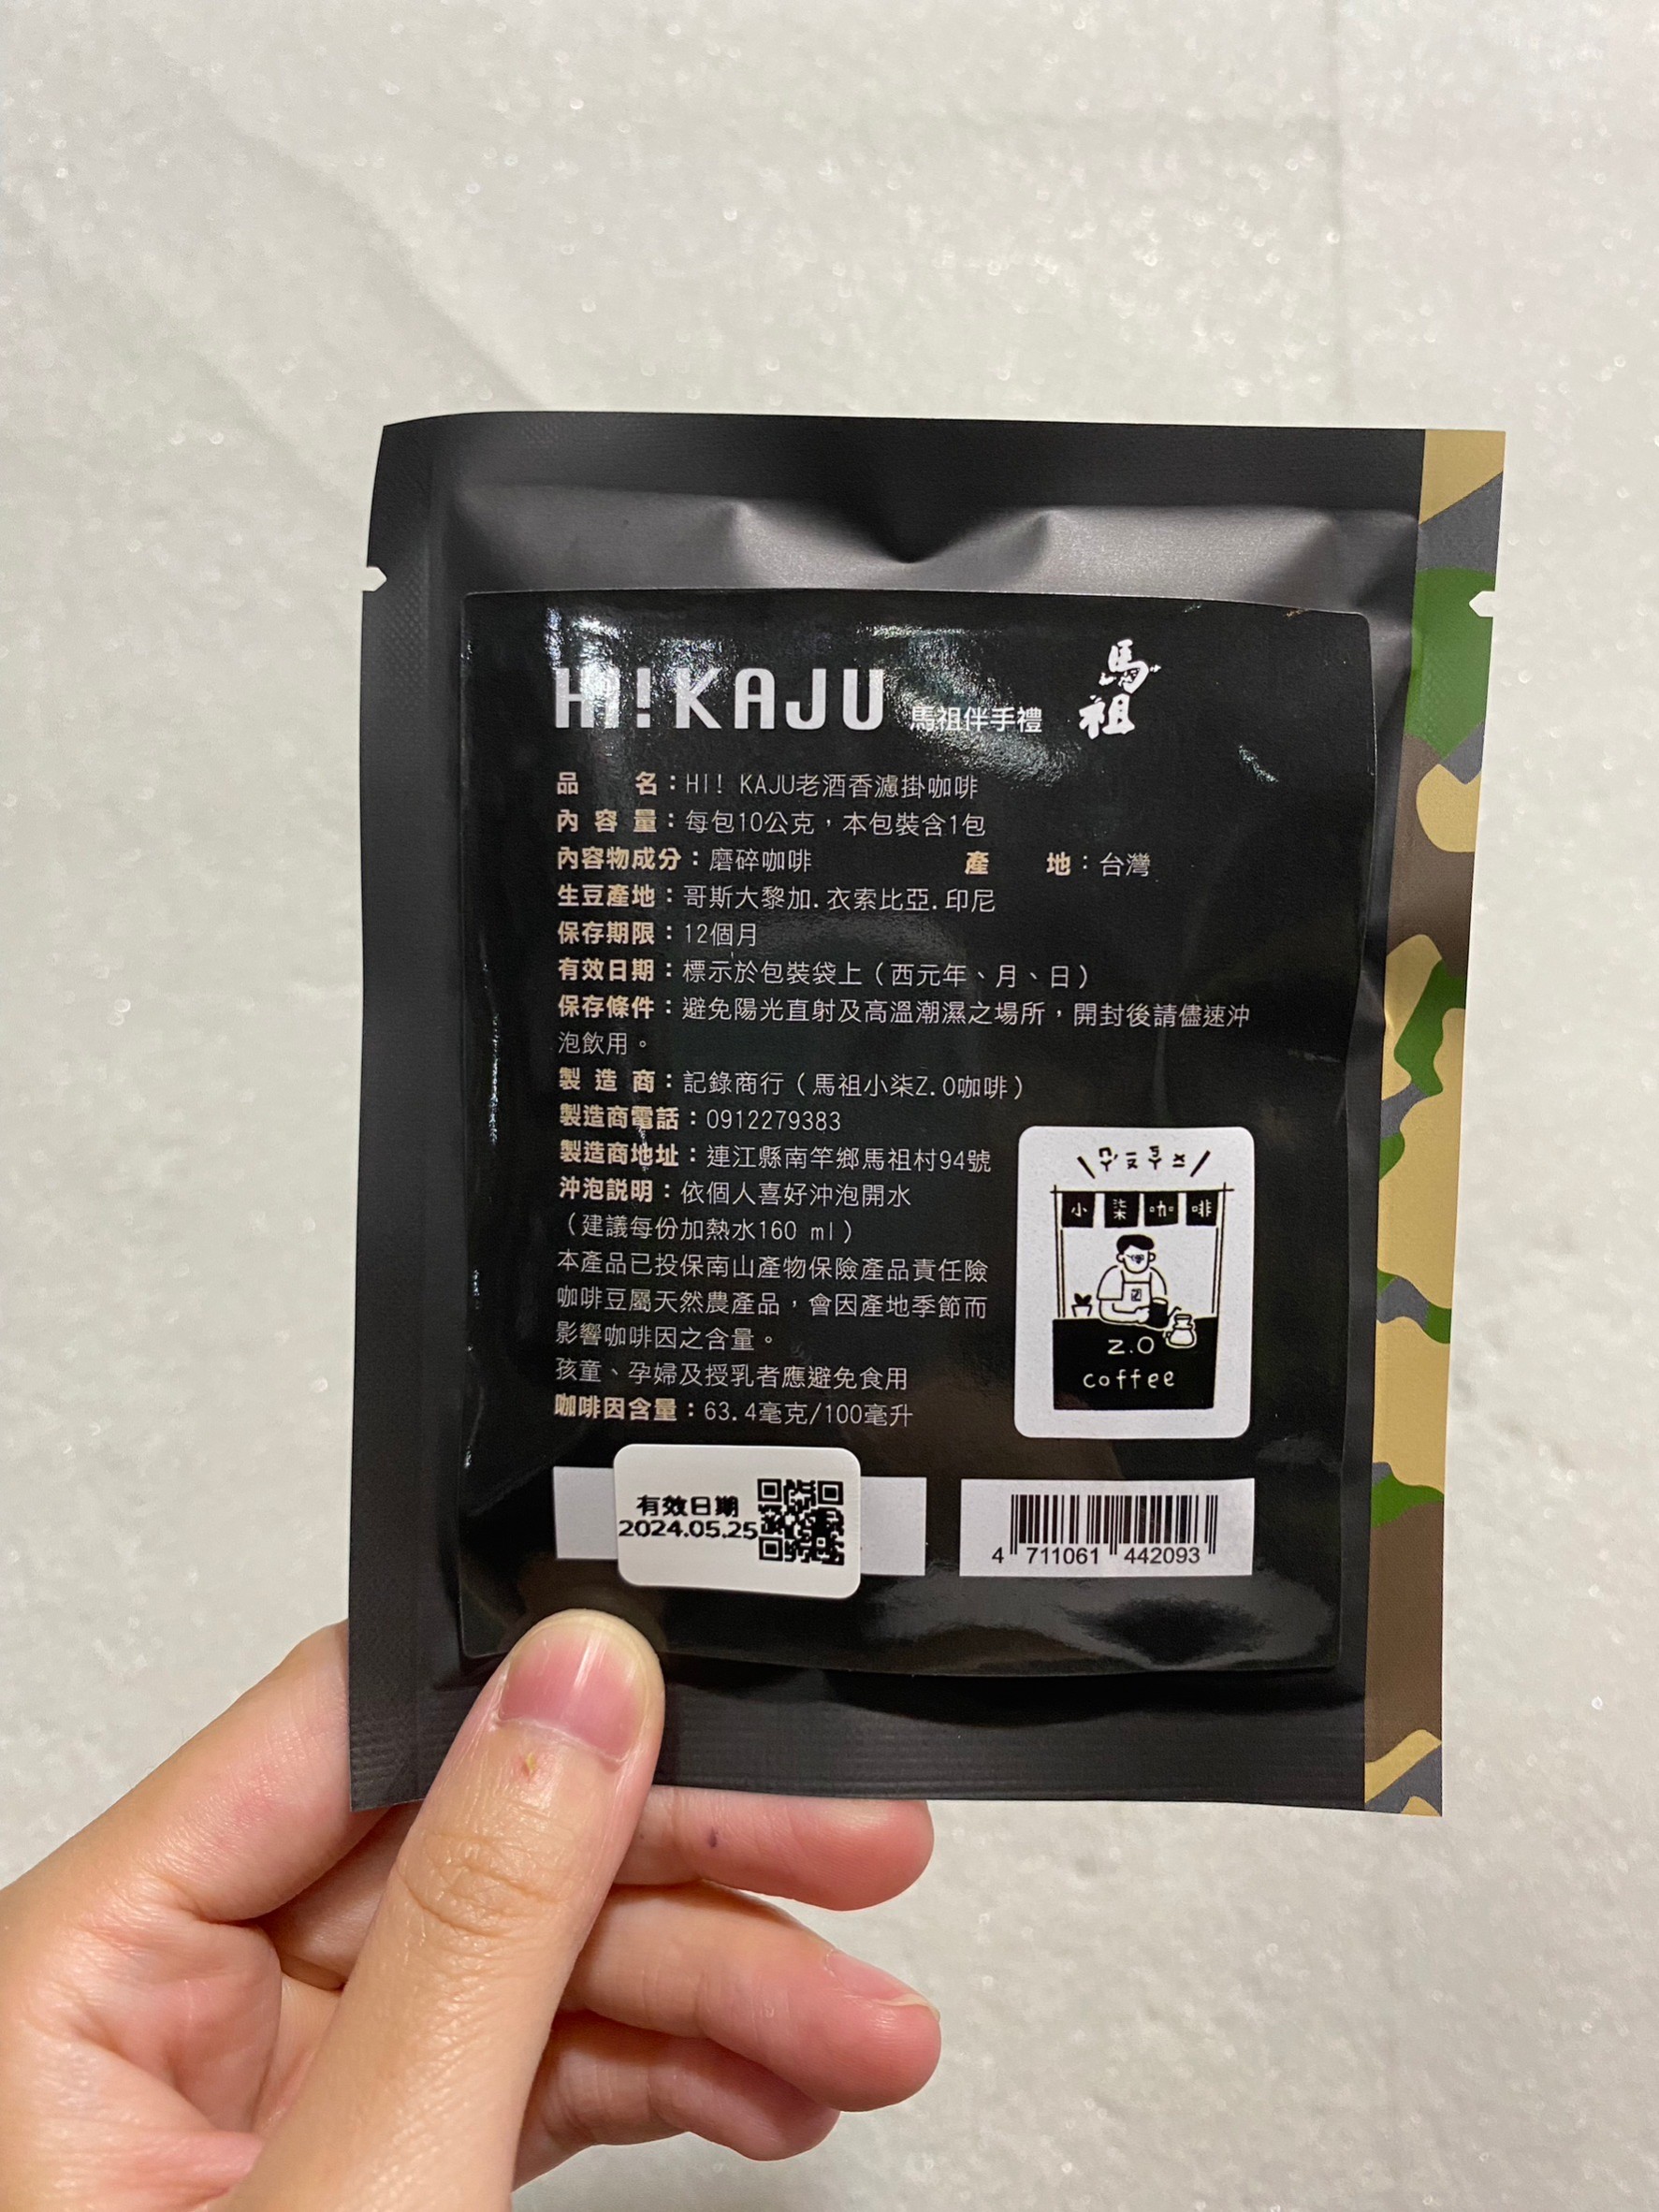 HI!KAJU 馬祖伴手禮 馬祖
品 名：HI! KAJU老酒香濾掛咖啡
內 容 量：每包10公克，本包裝含1包
內容物成分：磨碎咖啡 產 地：台灣
生豆產地：哥斯大黎加.衣索比亞.印尼
保存期限：12個月
有效日期：標示於包裝袋上（西元年、月、日）
保存條件：避免陽光直射及高溫潮濕之場所，開封後請儘速沖
泡飲用。
製 造 商：記錄商行（馬祖小柒Z.O咖啡）
製造商電話：0912279383
製造商地址：連江縣南竿鄉馬祖村94號
沖泡説明：依個人喜好沖泡開水
（建議每份加熱水160 ml）
本產品已投保南山產物保險產品責任險
咖啡豆屬天然農產品，會因產地季節而
影響咖啡因之含量。
孩童、孕婦及授乳者應避免食用
咖啡因含量：63.4毫克/100毫升
小柒咖啡
Z.O
coffee
有效日期
2024.05.25
4 711061 442093